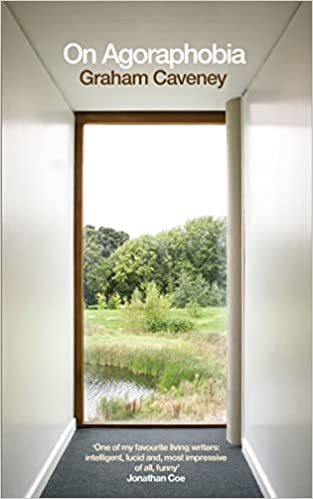 On Agoraphobia
Graham Caveney
'One of my favourite living writers:
intelligent, lucid and, most impressive
of all, funny'
Jonathan Coe